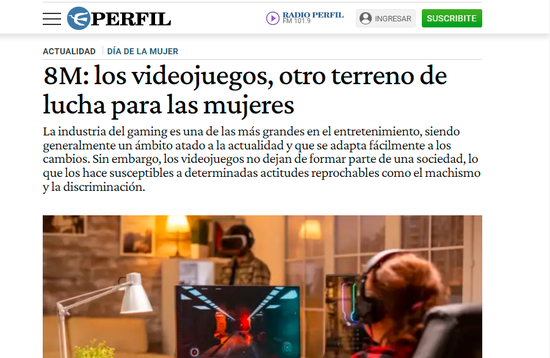 PERFIL
RADIO PERFIL
FM 101.9
INGRESAR
SUSCRIBITE
ACTUALIDAD DÍA DE LA MUJER
8M: los videojuegos, otro terreno de
lucha para las mujeres
La industria del gaming es una de las más grandes en el entretenimiento, siendo
generalmente un ámbito atado a la actualidad y que se adapta fácilmente a los
cambios. Sin embargo, los videojuegos no dejan de formar parte de una sociedad, lo
que los hace susceptibles a determinadas actitudes reprochables como el machismo
y la discriminación.